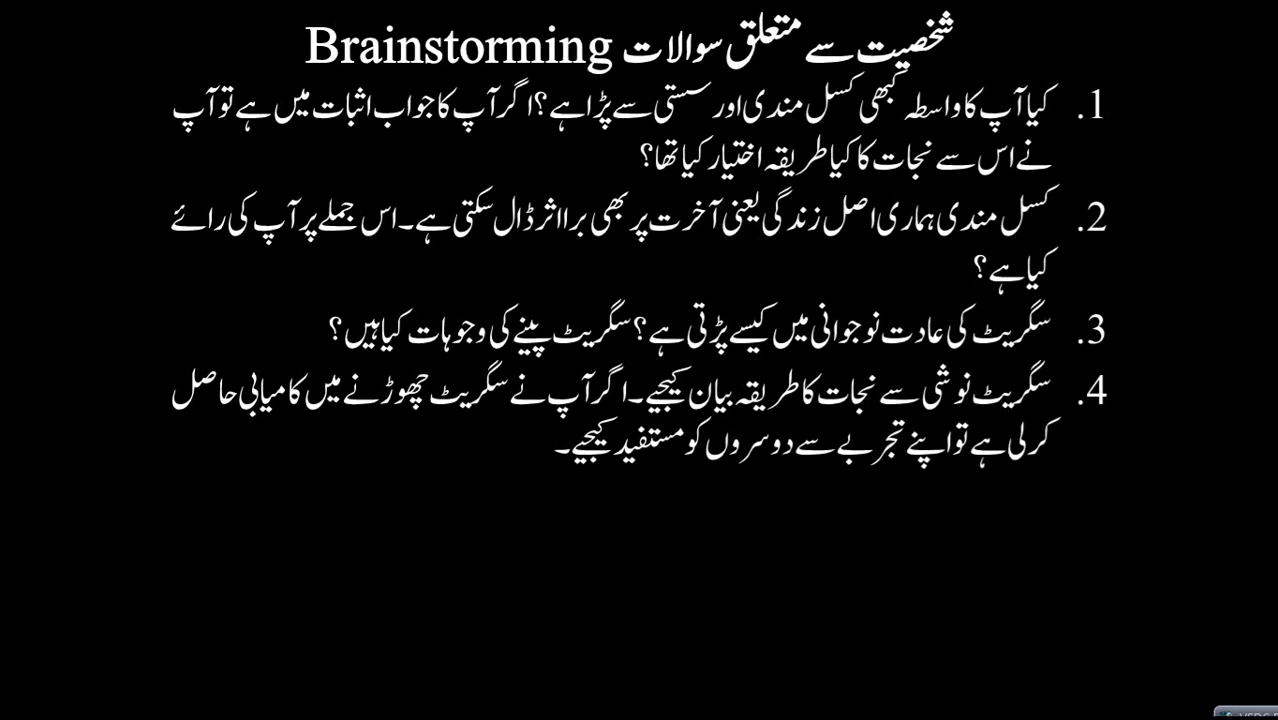 شخصیت سے متعلق سوالات Brainstorming
1. کیا آپ کا واسطہ کبھی کسل مندی اور سستی سے پڑا ہے؟ اگر آپ کا جواب اثبات میں ہے تو آپ
نے اس سے نجات کا کیا طریقہ اختیار کیا تھا؟
2. کسل مندی ہماری اصل زندگی یعنی آخرت پر بھی برا اثر ڈال سکتی ہے۔ اس جملے پر آپ کی رائے
کیا ہے؟
3. سگریٹ کی عادت نوجوانی میں کیسے پڑتی ہے؟ سگریٹ پینے کی وجوہات کیا ہیں؟
4. سگریٹ نوشی سے نجات کا طریقہ بیان کیجیے۔ اگر آپ نے سگریٹ چھوڑنے میں کامیابی حاصل
کر لی ہے تو اپنے تجربے سے دوسروں کو مستفید کیجیے۔